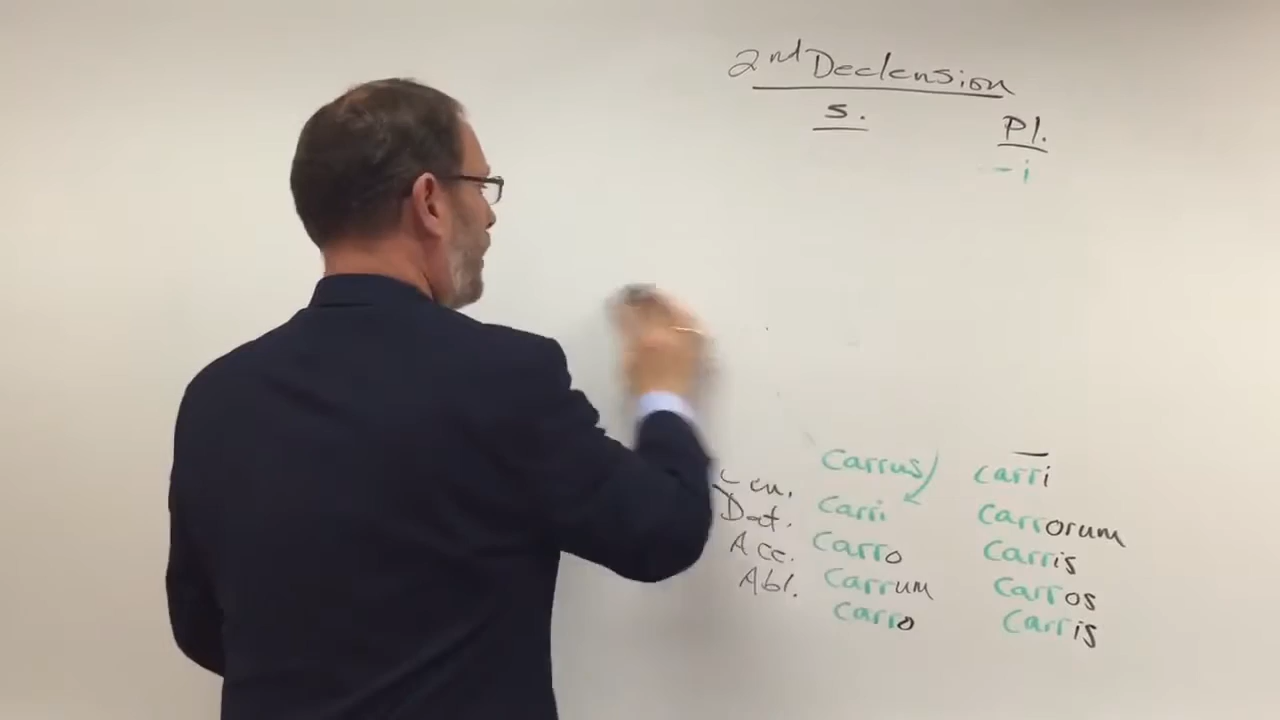 2nd Declension
S. Pl.
-i
Carrus Carri
Gen. Carri Carrorum
Dat. Carro Carris
Acc. Carrum Carros
Abl. Carro Carris